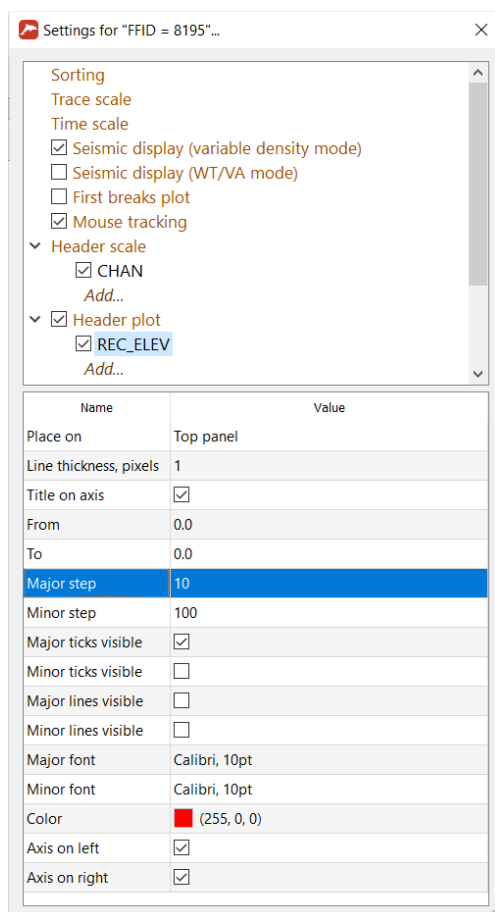 Settings for "FFID = 8195"...
Sorting
Trace scale
Time scale
Seismic display (variable density mode)
Seismic display (WT/VA mode)
First breaks plot
Mouse tracking
Header scale
CHAN
Add...
Header plot
REC_ELEV
Add...
Name Value
Place on Top panel
Line thickness, pixels 1
Title on axis
From 0.0
To 0.0
Major step 10
Minor step 100
Major ticks visible
Minor ticks visible
Major lines visible
Minor lines visible
Major font Calibri, 10pt
Minor font Calibri, 10pt
Color (255, 0, 0)
Axis on left
Axis on right